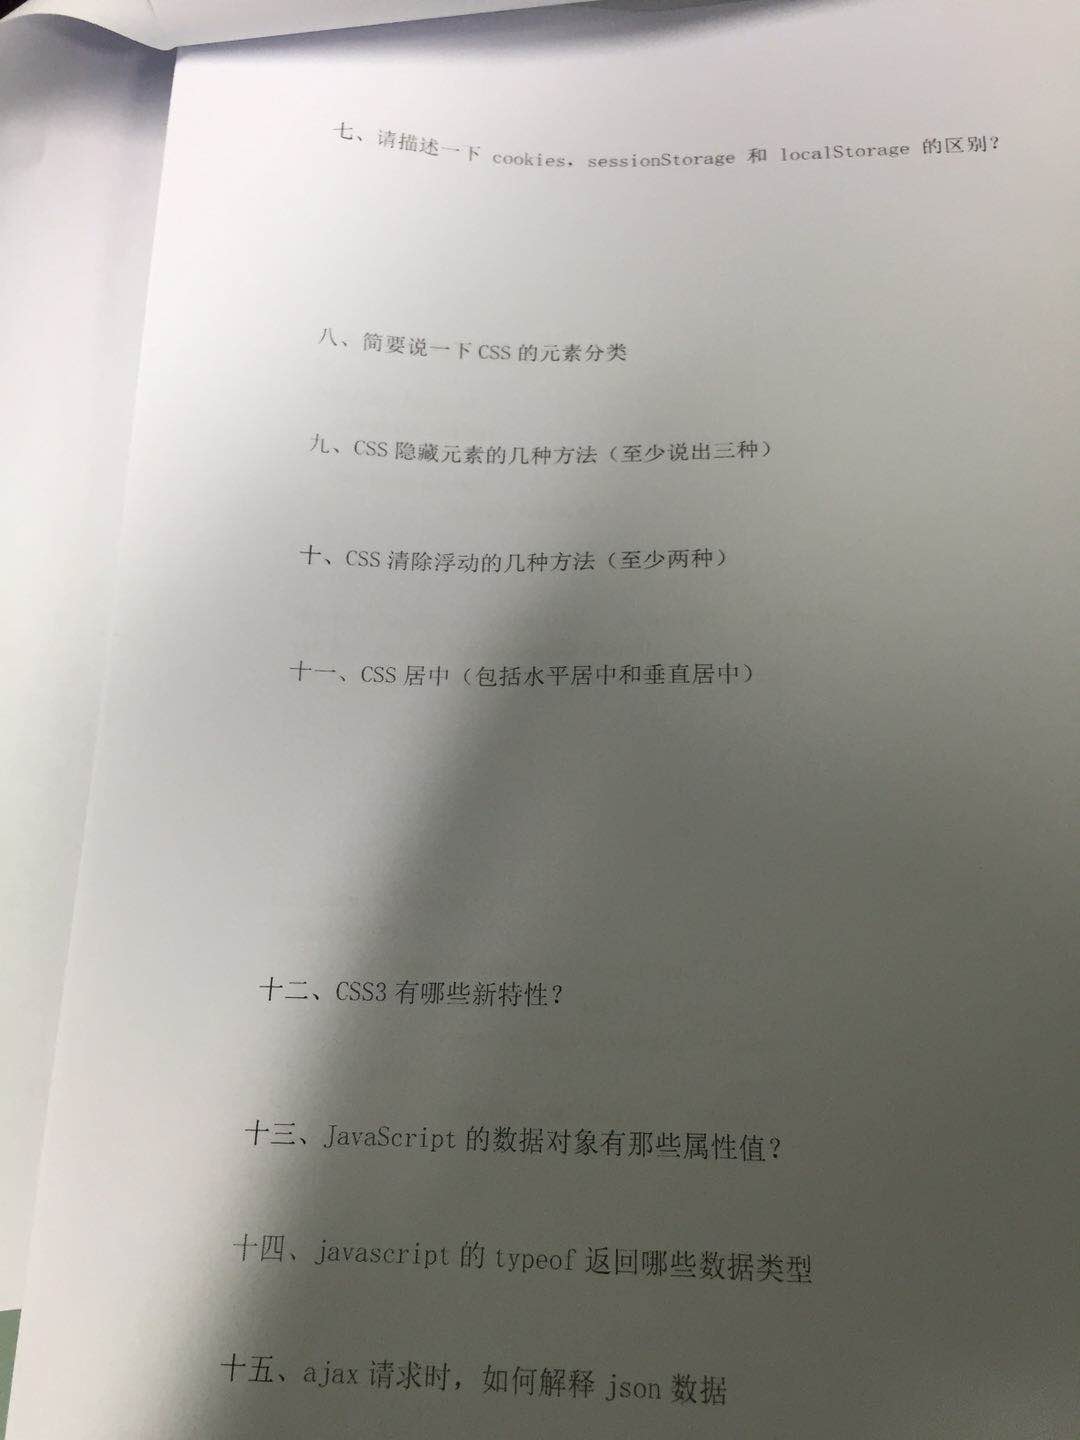 七、请描述一下 cookies，sessionStorage 和 localStorage 的区别？
八、简要说一下 CSS 的元素分类
九、CSS 隐藏元素的几种方法（至少说出三种）
十、CSS 清除浮动的几种方法（至少两种）
十一、CSS 居中（包括水平居中和垂直居中）
十二、CSS3 有哪些新特性？
十三、JavaScript 的数据对象有那些属性值？
十四、javascript 的 typeof 返回哪些数据类型
十五、ajax 请求时，如何解释 json 数据